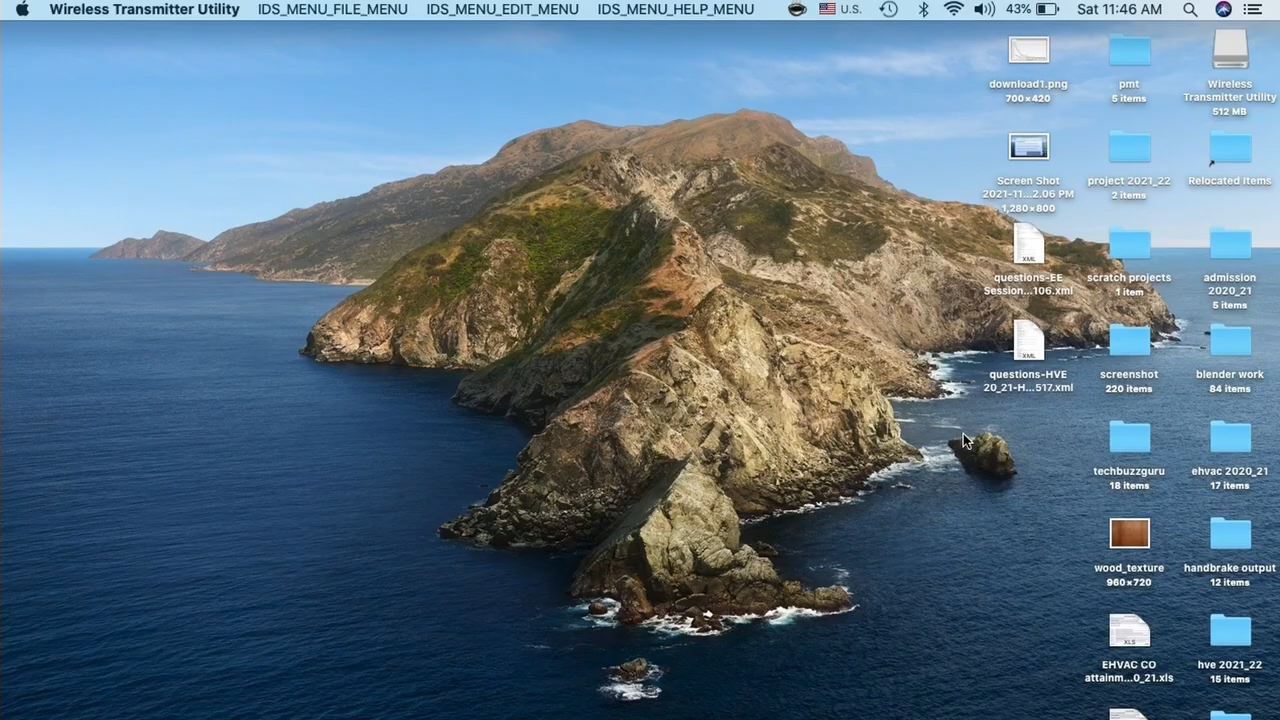 Wireless Transmitter Utility IDS_MENU_FILE_MENU IDS_MENU_EDIT_MENU IDS_MENU_HELP_MENU U.S. 43% Sat 11:46 AM
download1.png
700×420
pmt
5 items
Wireless
Transmitter Utility
512 MB
Screen Shot
2021-11...2.06 PM
1,280×800
project 2021_22
2 items
Relocated Items
XML
questions-EE
Session...106.xml
scratch projects
1 item
admission
2020_21
5 items
XML
questions-HVE
20_21-H...517.xml
screenshot
220 items
blender work
84 items
techbuzzguru
18 items
ehvac 2020_21
17 items
wood_texture
960×720
handbrake output
12 items
XLS
EHVAC CO
attainm...0_21.xls
hve 2021_22
15 items